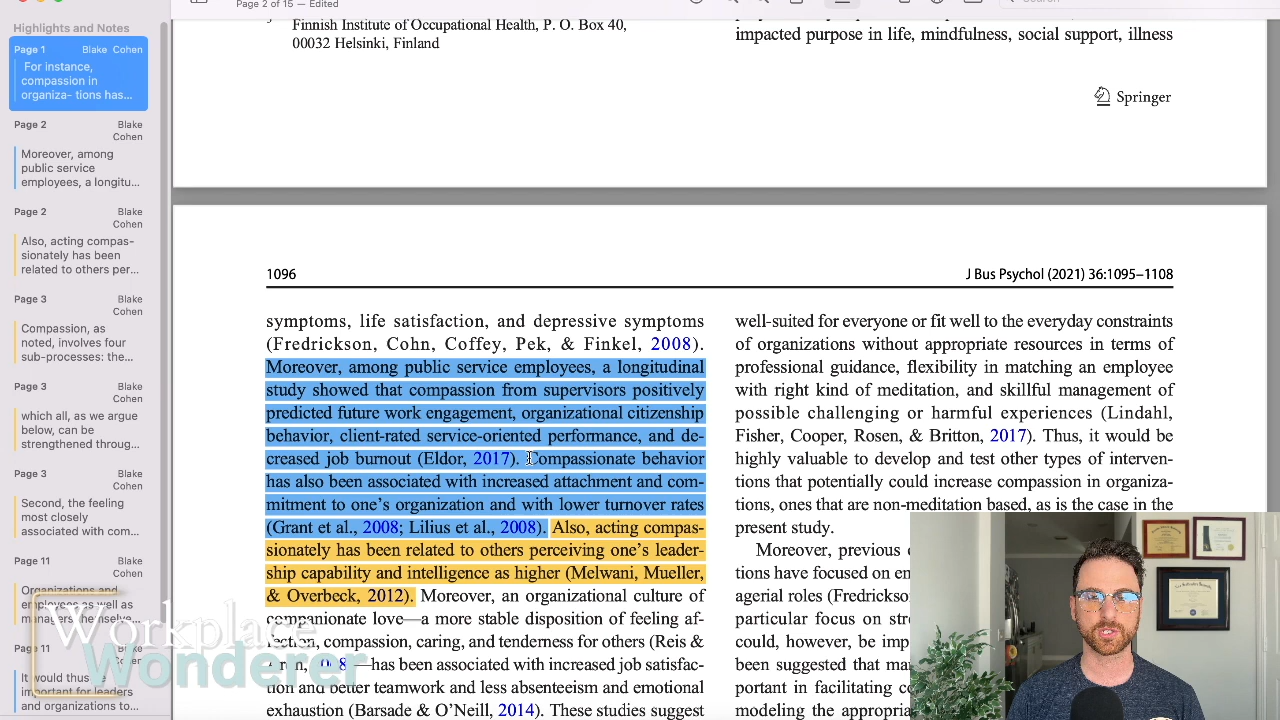 Page 2 of 15 — Edited
Search
Highlights and Notes
Page 1 Blake Cohen
For instance,
compassion in
organiza- tions has...
Page 2 Blake
Cohen
Moreover, among
public service
employees, a longitu...
Page 2 Blake
Cohen
Also, acting compas-
sionately has been
related to others per...
Page 3 Blake
Cohen
Compassion, as
noted, involves four
sub-processes: the...
Page 3 Blake
Cohen
which all, as we argue
below, can be
strengthened throug...
Page 3 Blake
Cohen
Second, the feeling
most closely
associated with com...
Page 11 Blake
Cohen
Organizations and
employees as well as
managers themselve...
Page 11 Blake
Cohen
It would thus be
important for leaders
and organizations to...
Finnish Institute of Occupational Health, P. O. Box 40,
00032 Helsinki, Finland
impacted purpose in life, mindfulness, social support, illness
Springer
1096
J Bus Psychol (2021) 36:1095–1108
symptoms, life satisfaction, and depressive symptoms
(Fredrickson, Cohn, Coffey, Pek, & Finkel, 2008).
Moreover, among public service employees, a longitudinal
study showed that compassion from supervisors positively
predicted future work engagement, organizational citizenship
behavior, client-rated service-oriented performance, and de-
creased job burnout (Eldor, 2017). Compassionate behavior
has also been associated with increased attachment and com-
mitment to one's organization and with lower turnover rates
(Grant et al., 2008; Lilius et al., 2008). Also, acting compas-
sionately has been related to others perceiving one's leader-
ship capability and intelligence as higher (Melwani, Mueller,
& Overbeck, 2012). Moreover, an organizational culture of
companionate love—a more stable disposition of feeling af-
fection, compassion, caring, and tenderness for others (Reis &
—has been associated with increased job satisfac-
tion and better teamwork and less absenteeism and emotional
exhaustion (Barsade & O'Neill, 2014). These studies suggest
well-suited for everyone or fit well to the everyday constraints
of organizations without appropriate resources in terms of
professional guidance, flexibility in matching an employee
with right kind of meditation, and skillful management of
possible challenging or harmful experiences (Lindahl,
Fisher, Cooper, Rosen, & Britton, 2017). Thus, it would be
highly valuable to develop and test other types of interven-
tions that potentially could increase compassion in organiza-
tions, ones that are non-meditation based, as is the case in the
present study.
Moreover, previous
tions have focused on
agerial roles (Fredrickso
particular focus on
could, however, be imp
been suggested that
portant in facilitating
modeling the appropria
Workplace
Wonderer